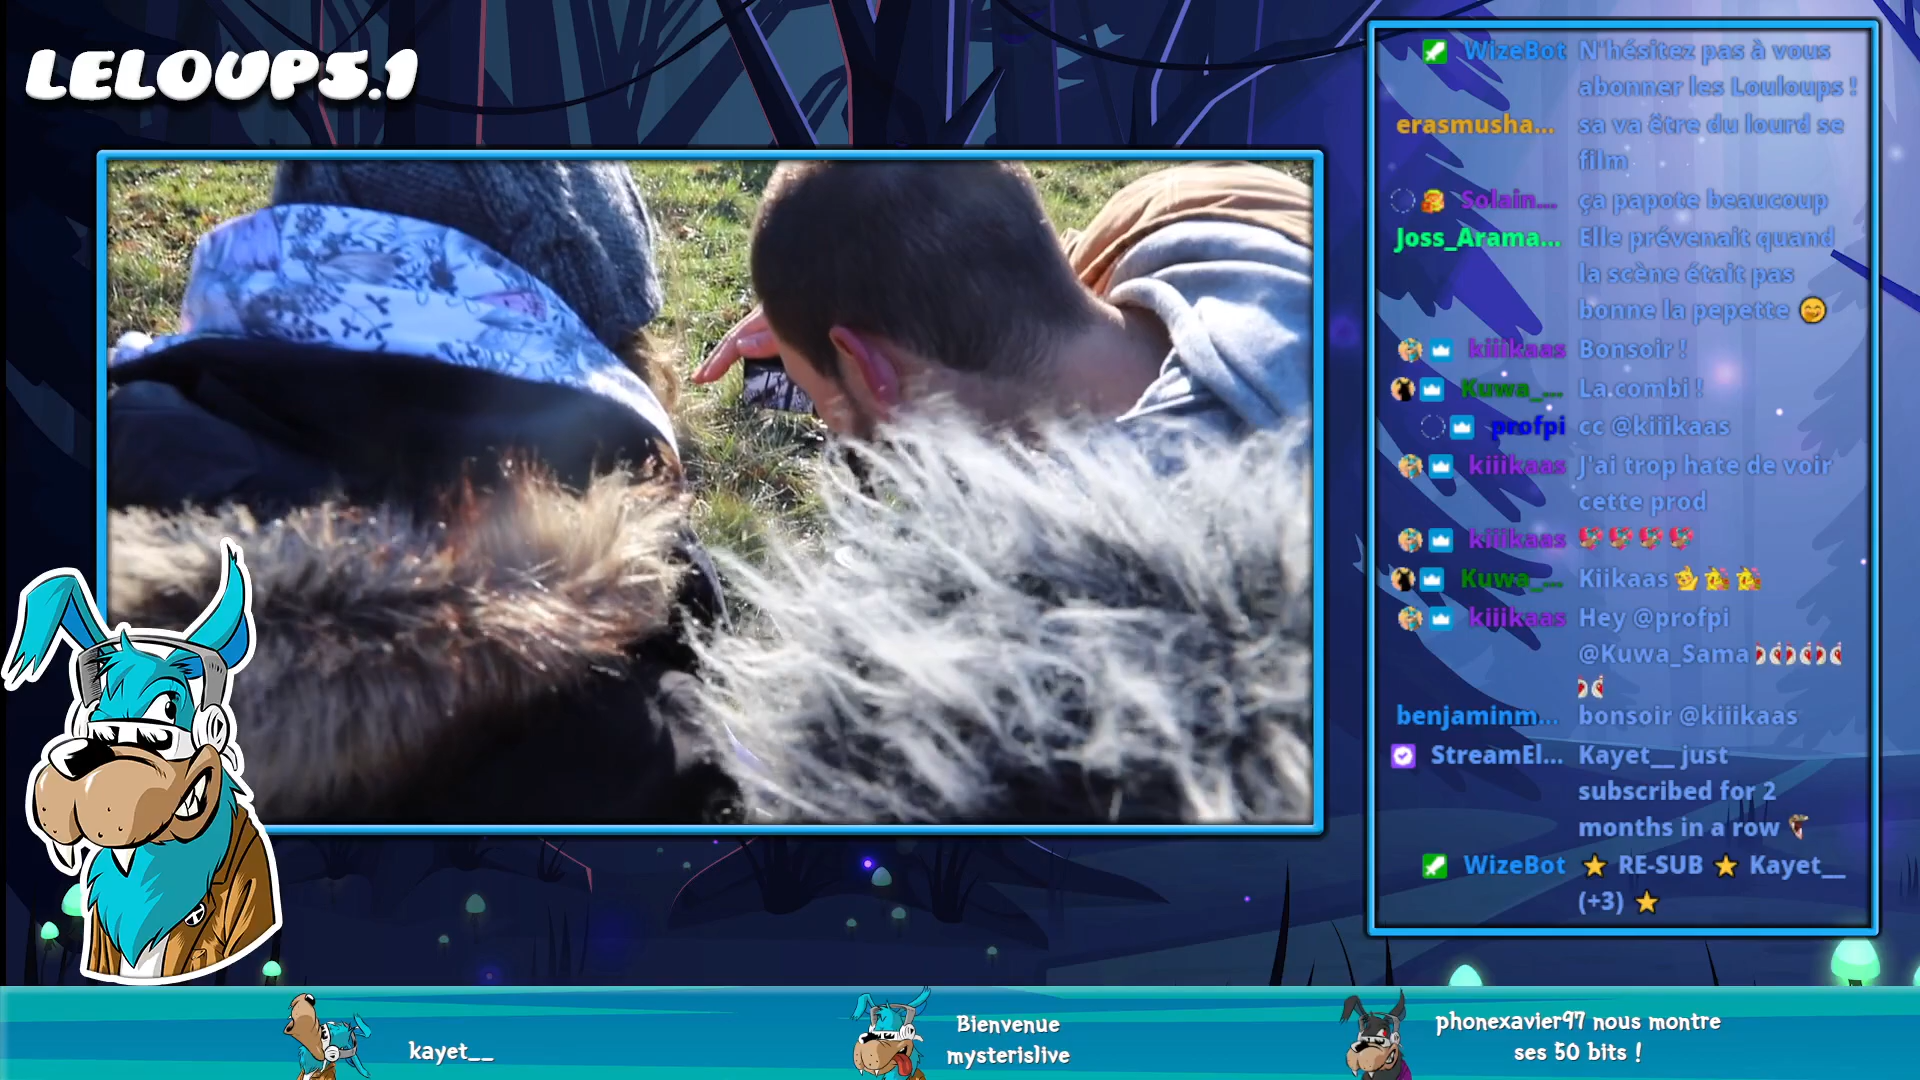 LELOUP5.1
WizeBot N'hésitez pas à vous
abonner les Louloups !
erasmusha... sa va être du lourd se
film
Solain... ça papote beaucoup
Joss_Arama... Elle prévenait quand
la scène était pas
bonne la pepette
kiiikaas Bonsoir !
Kuwa_... La combi !
profpi cc @kiiikaas
kiiikaas J'ai trop hate de voir
cette prod
kiiikaas
Kuwa_... Kiikaas
kiiikaas Hey @profpi
@Kuwa_Sama
benjaminm... bonsoir @kiiikaas
StreamEl... Kayet__ just
subscribed for 2
months in a row
WizeBot RE-SUB Kayet__
(+3)
kayet__
Bienvenue
mysterislive
phonexavier97 nous montre
ses 50 bits !